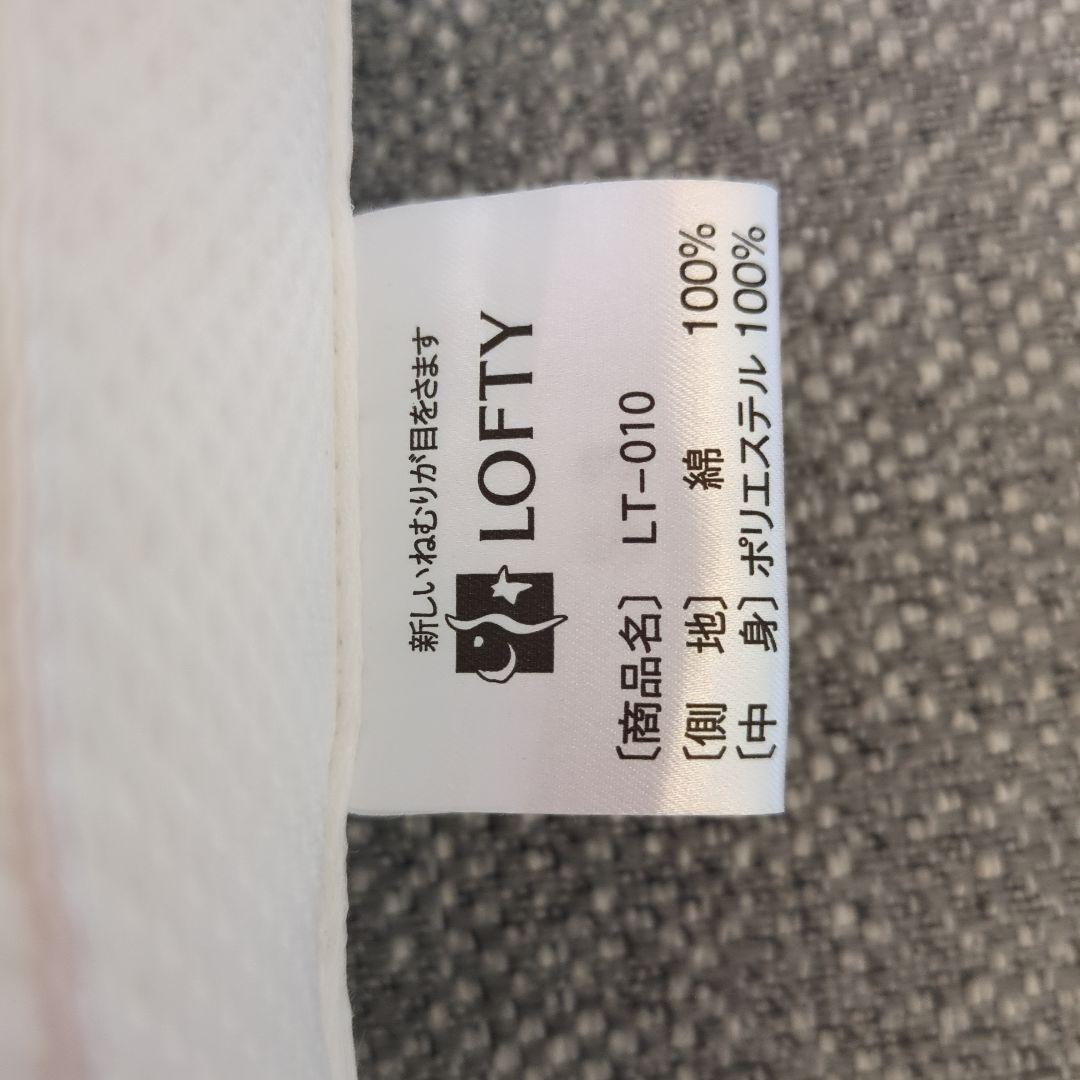 新しいねむりが目をさます
LOFTY
〔商品名〕 LT-010
〔側 地〕 綿 100%
〔中 身〕 ポリエステル 100%